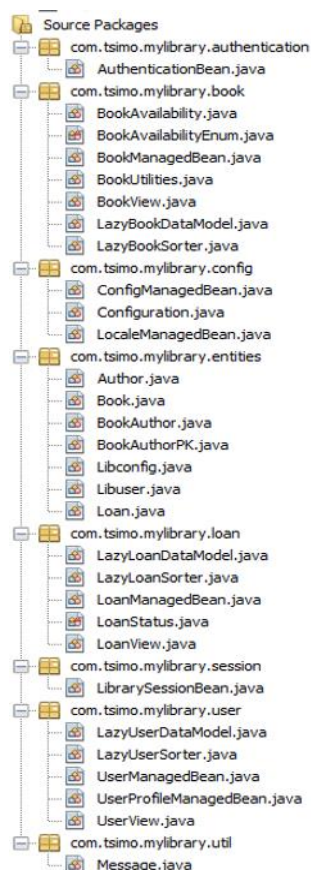 Source Packages
com.tsimo.mylibrary.authentication
AuthenticationBean.java
com.tsimo.mylibrary.book
BookAvailability.java
BookAvailabilityEnum.java
BookManagedBean.java
BookUtilities.java
BookView.java
LazyBookDataModel.java
LazyBookSorter.java
com.tsimo.mylibrary.config
ConfigManagedBean.java
Configuration.java
LocaleManagedBean.java
com.tsimo.mylibrary.entities
Author.java
Book.java
BookAuthor.java
BookAuthorPK.java
Libconfig.java
Libuser.java
Loan.java
com.tsimo.mylibrary.loan
LazyLoanDataModel.java
LazyLoanSorter.java
LoanManagedBean.java
LoanStatus.java
LoanView.java
com.tsimo.mylibrary.session
LibrarySessionBean.java
com.tsimo.mylibrary.user
LazyUserDataModel.java
LazyUserSorter.java
UserManagedBean.java
UserProfileManagedBean.java
UserView.java
com.tsimo.mylibrary.util
Message.java